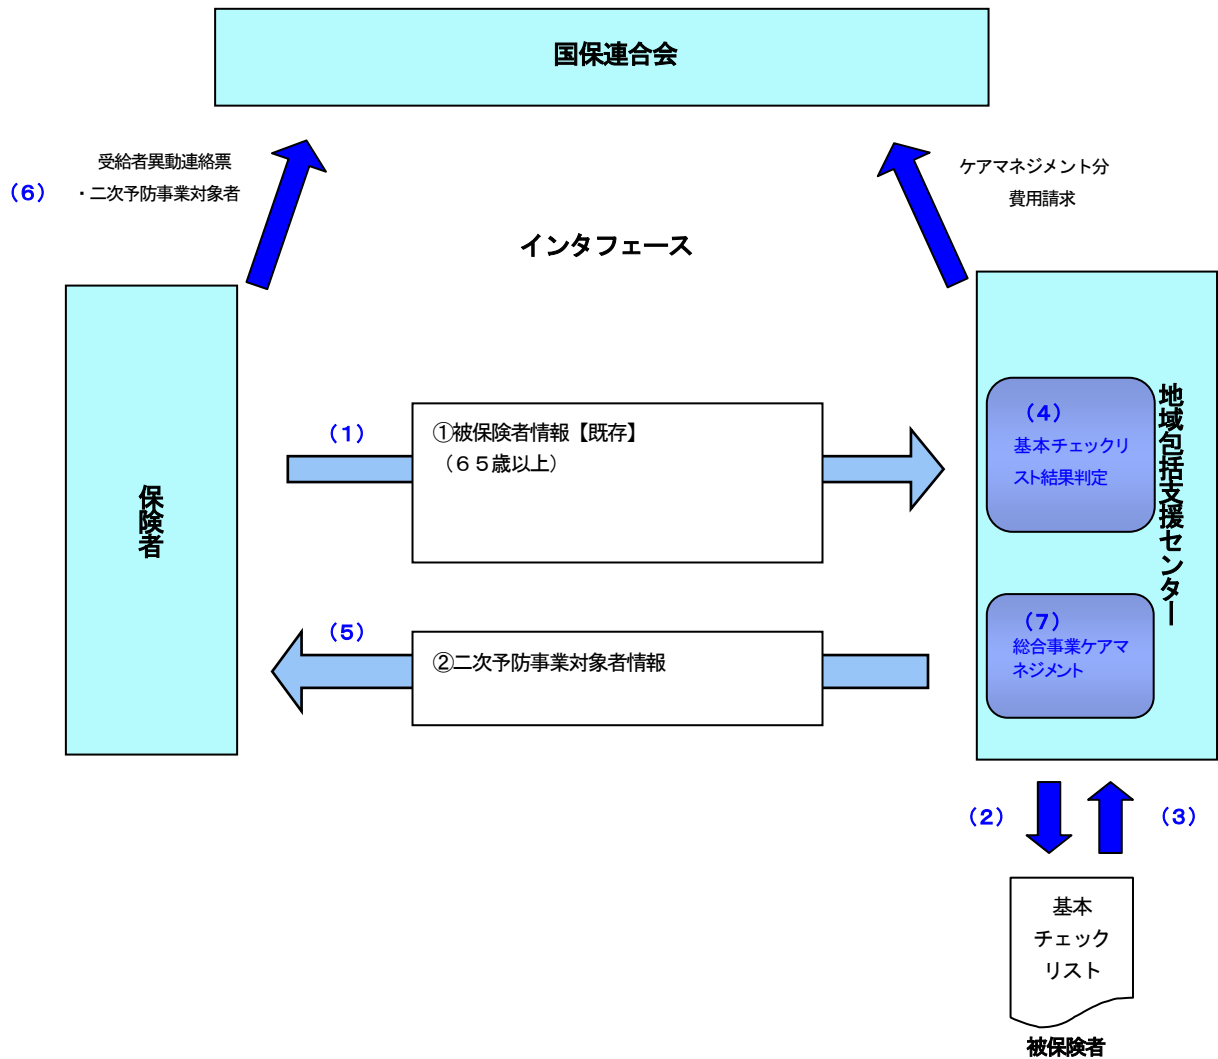 国保連合会
受給者異動連絡票
(6)
・二次予防事業対象者
ケアマネジメント分
費用請求
インタフェース
保険者
(1)
①被保険者情報【既存】
(65歳以上)
(4)
基本チェックリ
スト結果判定
地域包括支援センター
(5)
②二次予防事業対象者情報
(7)
総合事業ケアマ
ネジメント
(2)
(3)
基本
チェック
リスト
被保険者